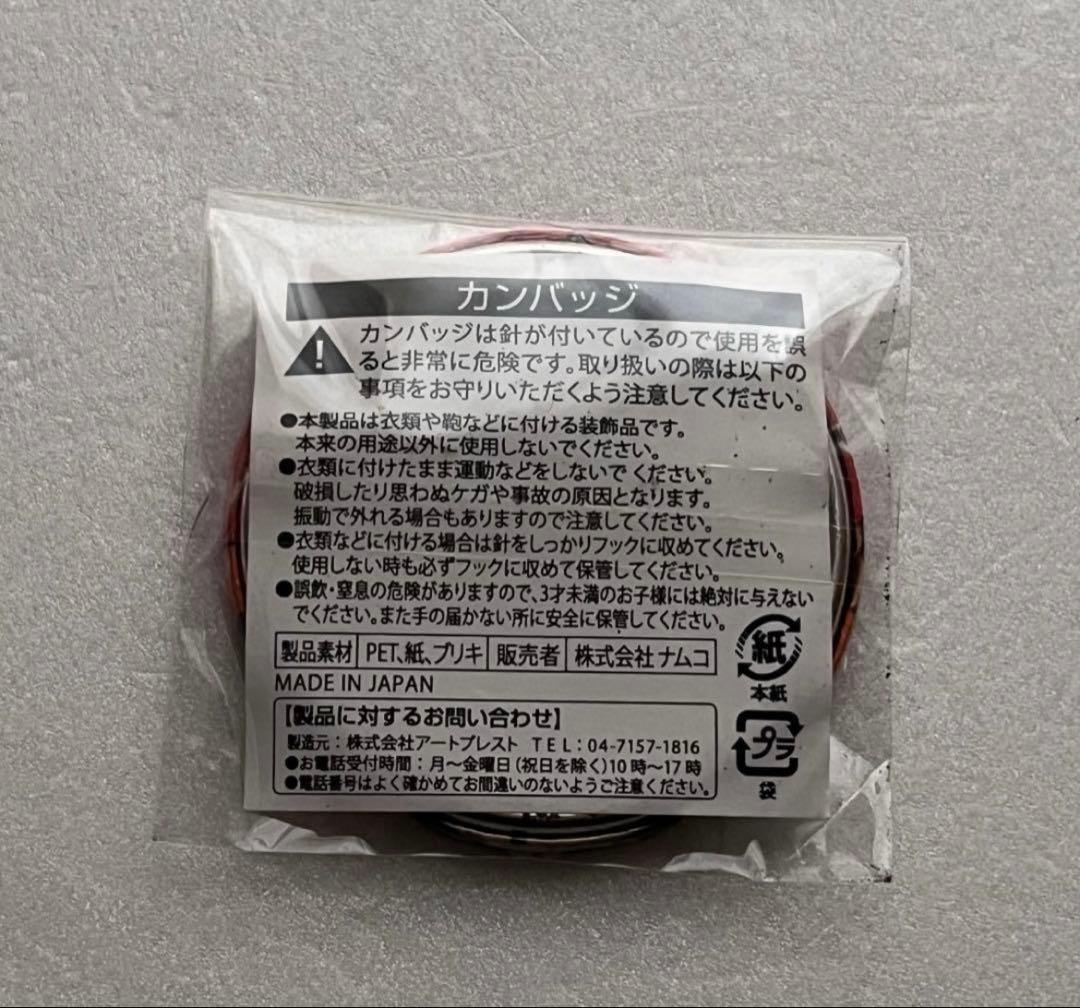 カンバッジ
カンバッジは針が付いているので使用を誤
ると非常に危険です。取り扱いの際は以下の
事項をお守りいただくよう注意してください。
●本製品は衣類や鞄などに付ける装飾品です。
本来の用途以外に使用しないでください。
●衣類に付けたまま運動などをしないでください。
破損したり思わぬケガや事故の原因となります。
振動で外れる場合もありますので注意してください。
●衣類などに付ける場合は針をしっかりフックに収めてください。
使用しない時も必ずフックに収めて保管してください。
●誤飲・窒息の危険がありますので、3才未満のお子様には絶対に与えない
でください。また手の届かない所に安全に保管してください。
製品素材 PET、紙、ブリキ 販売者 株式会社ナムコ
MADE IN JAPAN
紙
本紙
【製品に対するお問い合わせ】
製造元：株式会社アートプレスト TEL：04-7157-1816
●お電話受付時間：月〜金曜日（祝日を除く）10時〜17時
●電話番号はよく確かめてお間違いのないようご注意ください。
プラ
袋